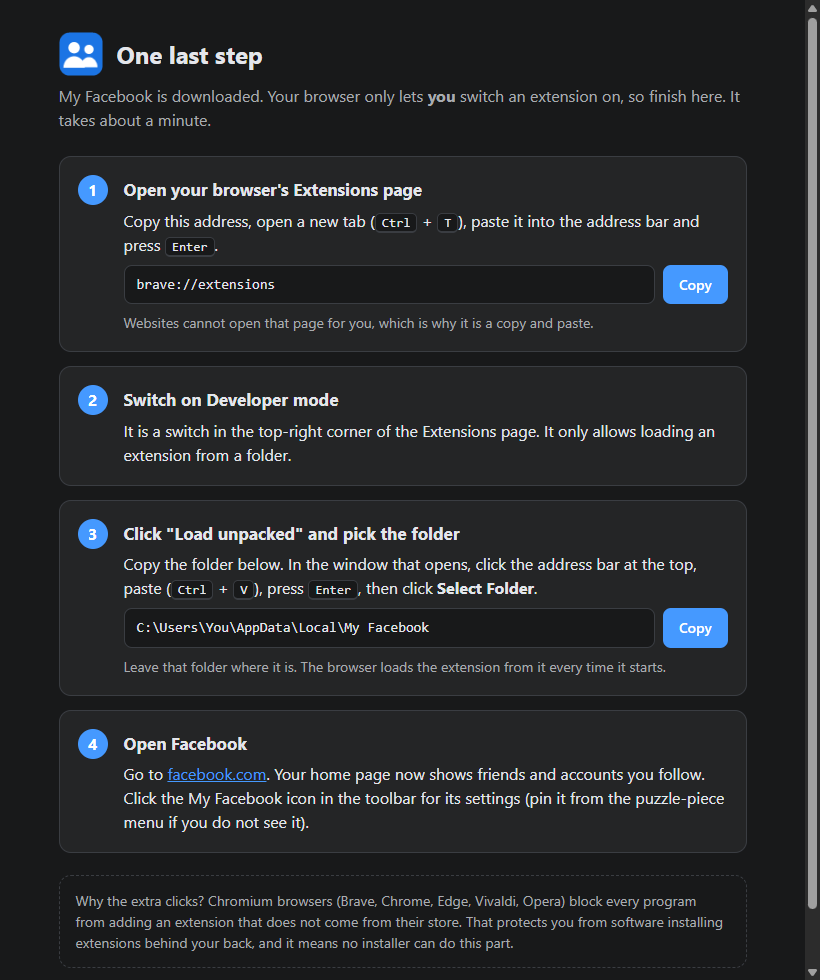 One last step
My Facebook is downloaded. Your browser only lets you switch an extension on, so finish here. It
takes about a minute.
1
Open your browser's Extensions page
Copy this address, open a new tab ( Ctrl + T ), paste it into the address bar and
press Enter .
brave://extensions
Copy
Websites cannot open that page for you, which is why it is a copy and paste.
2
Switch on Developer mode
It is a switch in the top-right corner of the Extensions page. It only allows loading an
extension from a folder.
3
Click "Load unpacked" and pick the folder
Copy the folder below. In the window that opens, click the address bar at the top,
paste ( Ctrl + V ), press Enter , then click Select Folder.
C:\Users\You\AppData\Local\My Facebook
Copy
Leave that folder where it is. The browser loads the extension from it every time it starts.
4
Open Facebook
Go to facebook.com. Your home page now shows friends and accounts you follow.
Click the My Facebook icon in the toolbar for its settings (pin it from the puzzle-piece
menu if you do not see it).
Why the extra clicks? Chromium browsers (Brave, Chrome, Edge, Vivaldi, Opera) block every program
from adding an extension that does not come from their store. That protects you from software installing
extensions behind your back, and it means no installer can do this part.